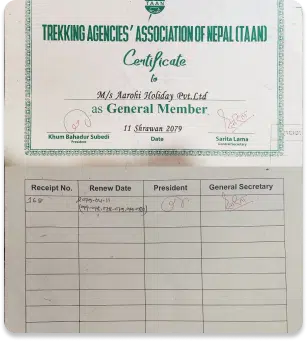 TAAN
TREKKING AGENCIES' ASSOCIATION OF NEPAL (TAAN)
Certificate
to
M/s Aarohi Holiday Pvt.Ltd
as General Member
11 Shrawan 2079
Khum Bahadur Subedi
President
Date
Sarita Lama
General Secretary
Receipt No. Renew Date President General Secretary
368